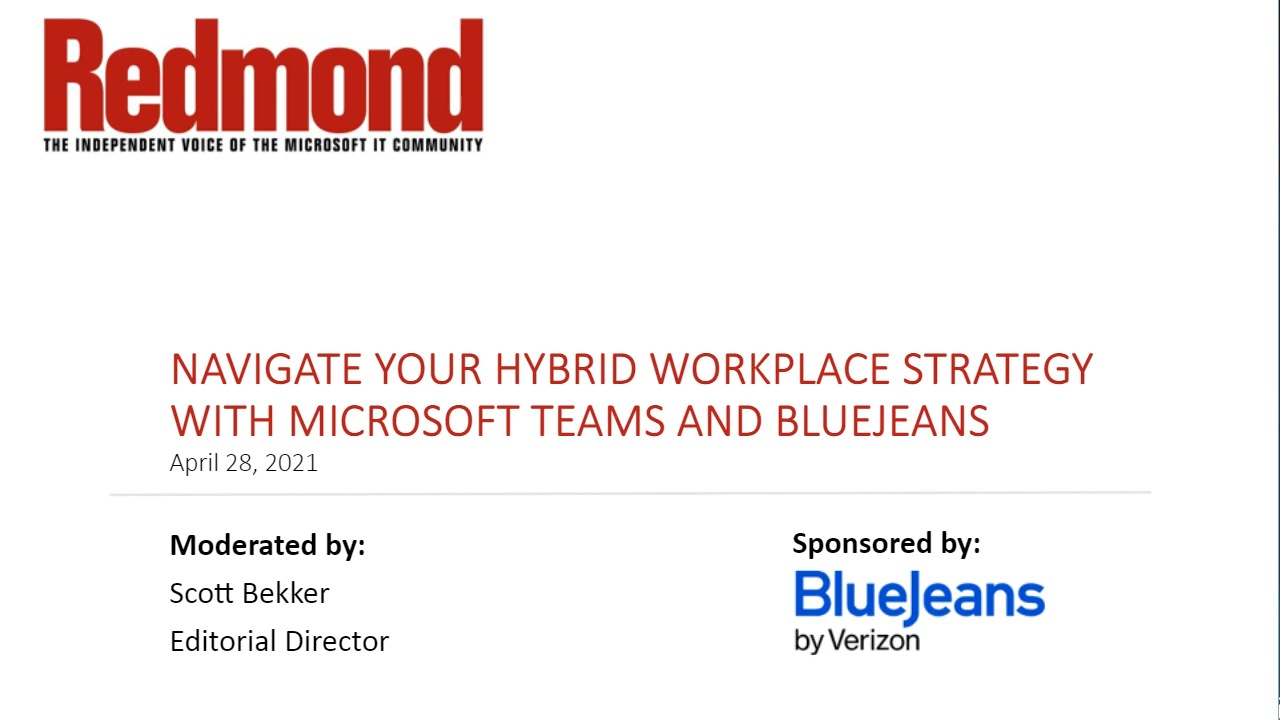 Redmond
THE INDEPENDENT VOICE OF THE MICROSOFT IT COMMUNITY
NAVIGATE YOUR HYBRID WORKPLACE STRATEGY
WITH MICROSOFT TEAMS AND BLUEJEANS
April 28, 2021
Moderated by:
Scott Bekker
Editorial Director
Sponsored by:
BlueJeans
by Verizon